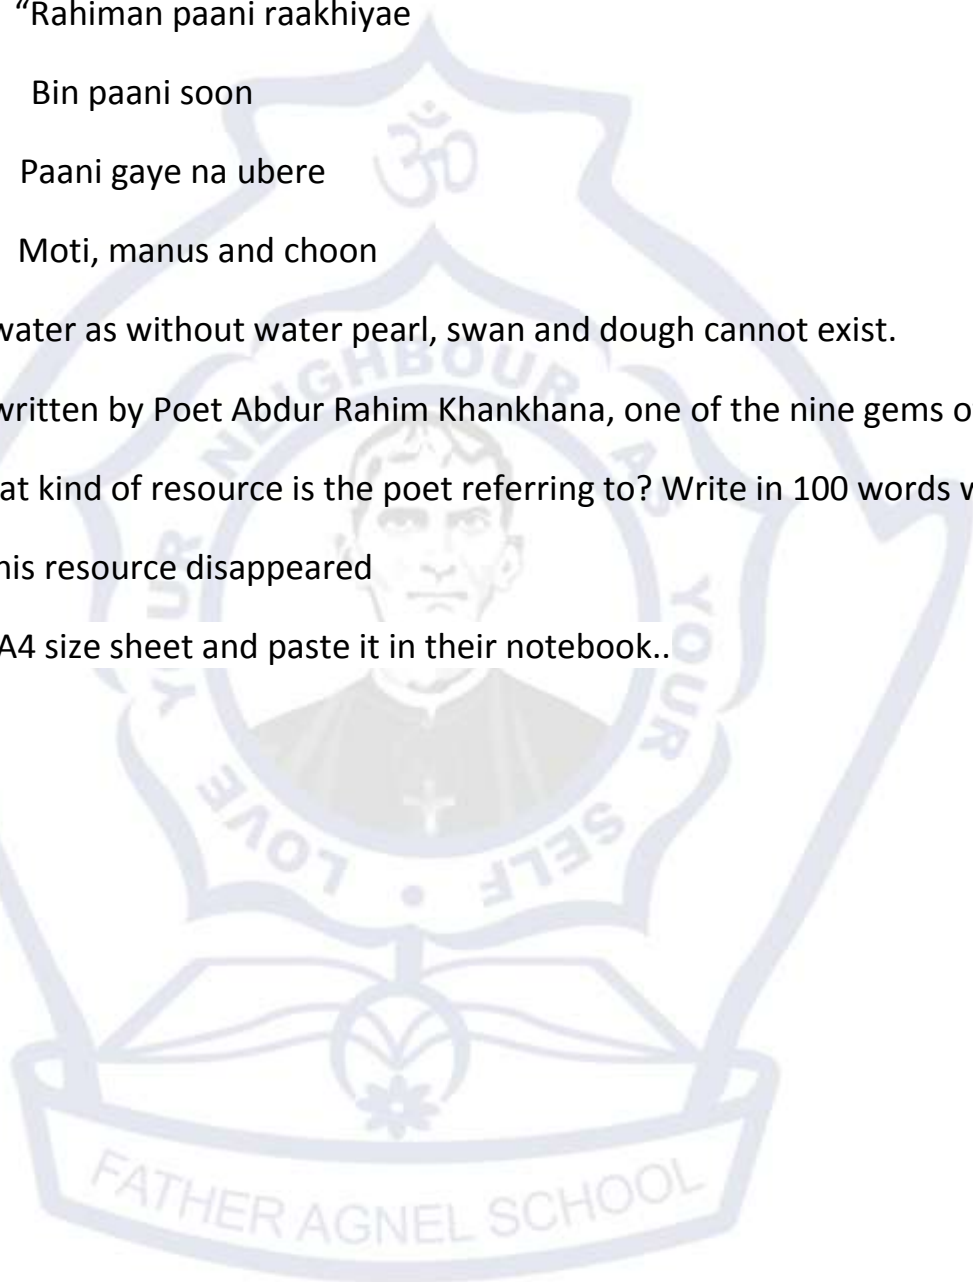 “Rahiman paani raakhiyae
Bin paani soon
Paani gaye na ubere
Moti, manus and choon
water as without water pearl, swan and dough cannot exist.
written by Poet Abdur Rahim Khankhana, one of the nine gems o
at kind of resource is the poet referring to? Write in 100 words w
his resource disappeared
A4 size sheet and paste it in their notebook..
ॐ
LOVE YOUR NEIGHBOUR AS YOUR SELF
FATHER AGNEL SCHOOL